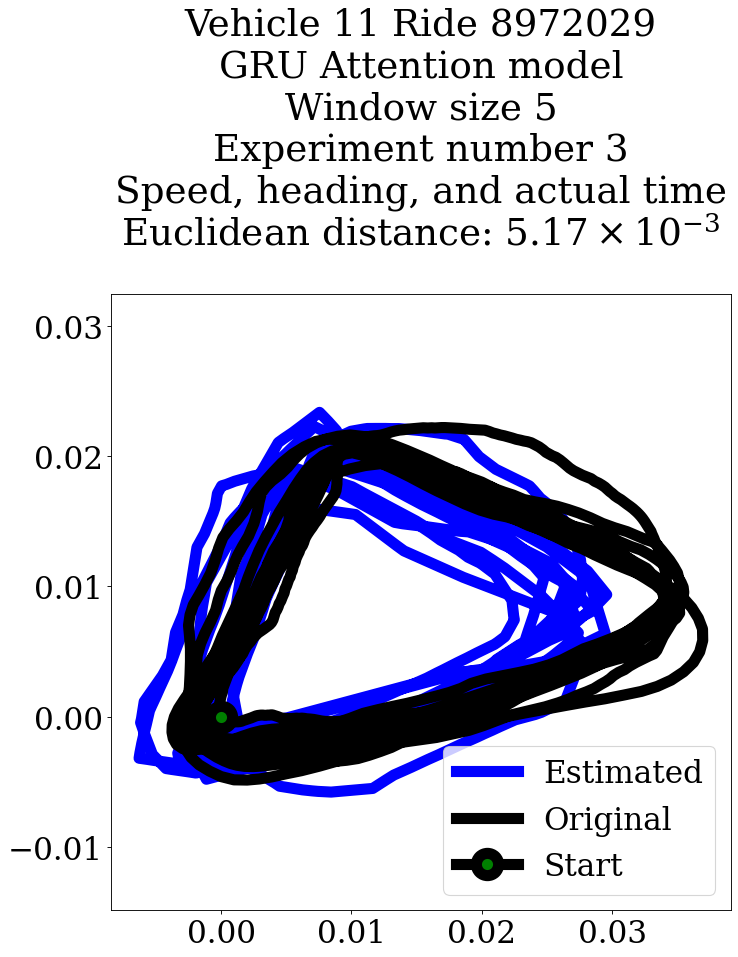 Vehicle 11 Ride 8972029
GRU Attention model
Window size 5
Experiment number 3
Speed, heading, and actual time
Euclidean distance: 5.17 × 10⁻³
0.03
0.02
0.01
0.00
−0.01
Estimated
Original
Start
0.00 0.01 0.02 0.03